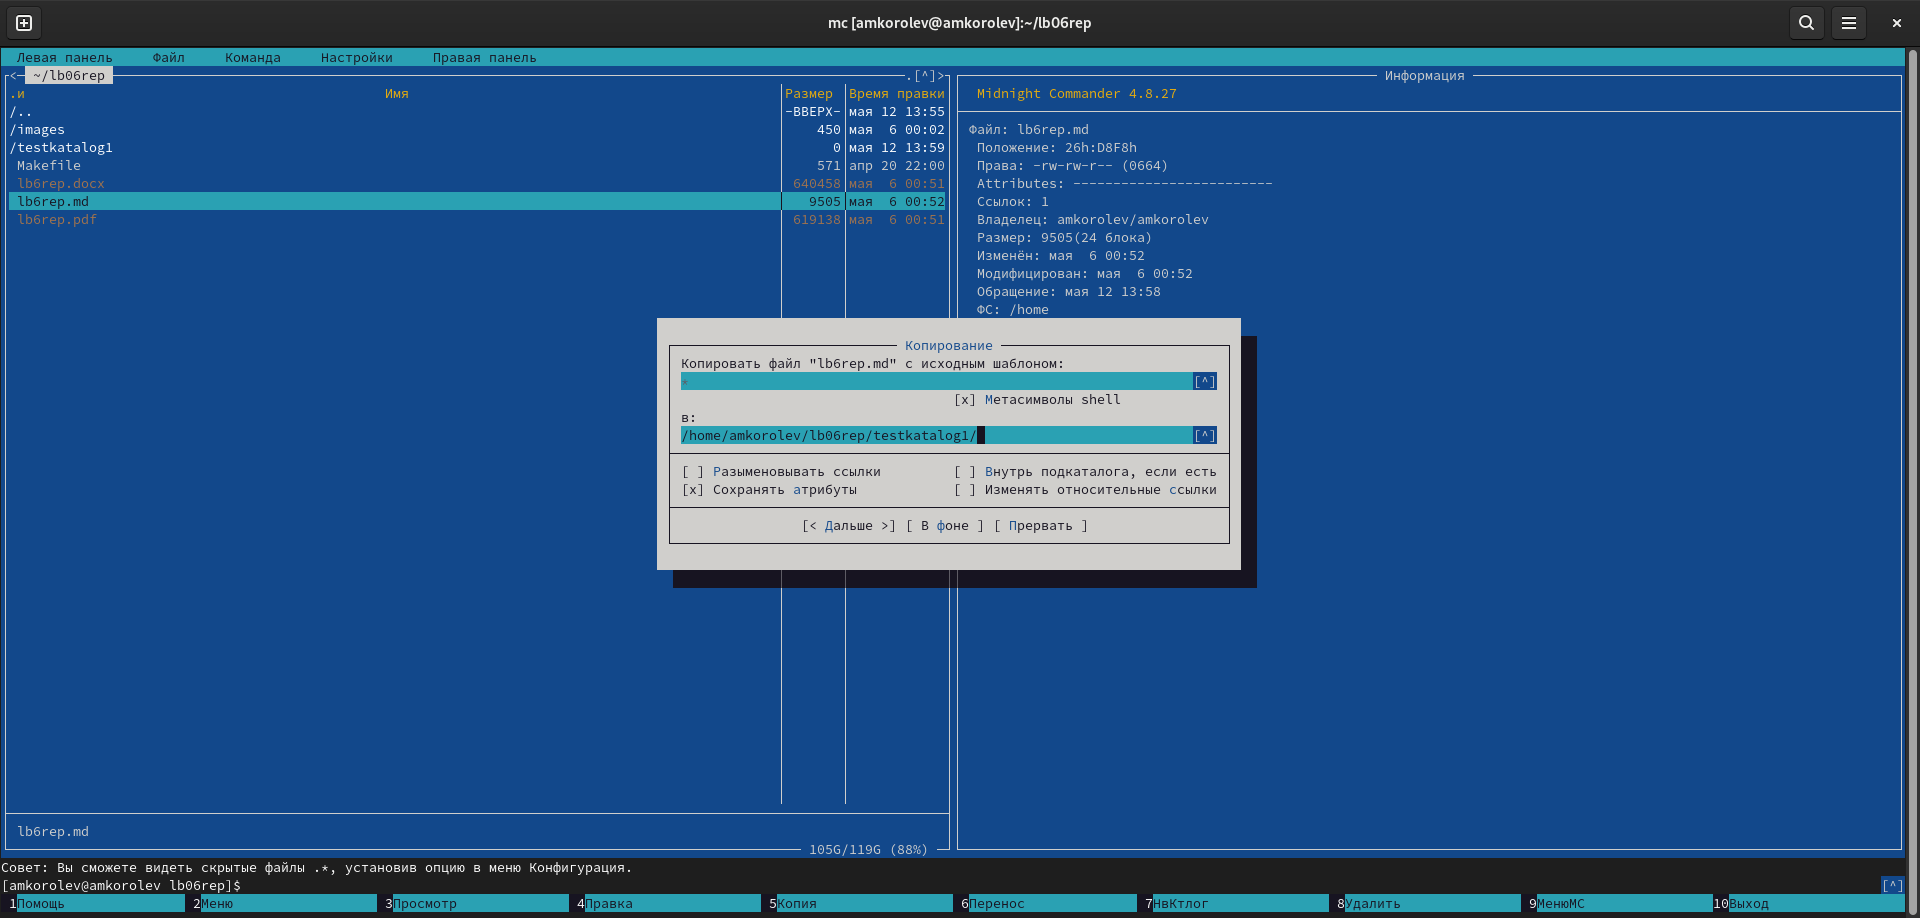 mc [amkorolev@amkorolev]:~/lb06rep
Левая панель Файл Команда Настройки Правая панель
<─ ~/lb06rep .[^]>
.и Имя Размер Время правки
/.. -ВВЕРХ- мая 12 13:55
/images 450 мая 6 00:02
/testkatalog1 0 мая 12 13:59
Makefile 571 апр 20 22:00
lb6rep.docx 640458 мая 6 00:51
lb6rep.md 9505 мая 6 00:52
lb6rep.pdf 619138 мая 6 00:51
lb6rep.md
105G/119G (88%)
Информация
Midnight Commander 4.8.27
Файл: lb6rep.md
Положение: 26h:D8F8h
Права: -rw-rw-r-- (0664)
Attributes: -------------------------
Ссылок: 1
Владелец: amkorolev/amkorolev
Размер: 9505(24 блока)
Изменён: мая 6 00:52
Модифицирован: мая 6 00:52
Обращение: мая 12 13:58
ФС: /home
Копирование
Копировать файл "lb6rep.md" с исходным шаблоном:
* [^]
[x] Метасимволы shell
в:
/home/amkorolev/lb06rep/testkatalog1/ [^]
[ ] Разыменовывать ссылки [ ] Внутрь подкаталога, если есть
[x] Сохранять атрибуты [ ] Изменять относительные ссылки
[< Дальше >] [ В фоне ] [ Прервать ]
Совет: Вы сможете видеть скрытые файлы .*, установив опцию в меню Конфигурация.
[amkorolev@amkorolev lb06rep]$ [^]
1Помощь 2Меню 3Просмотр 4Правка 5Копия 6Перенос 7НвКтлог 8Удалить 9МенюMC 10Выход